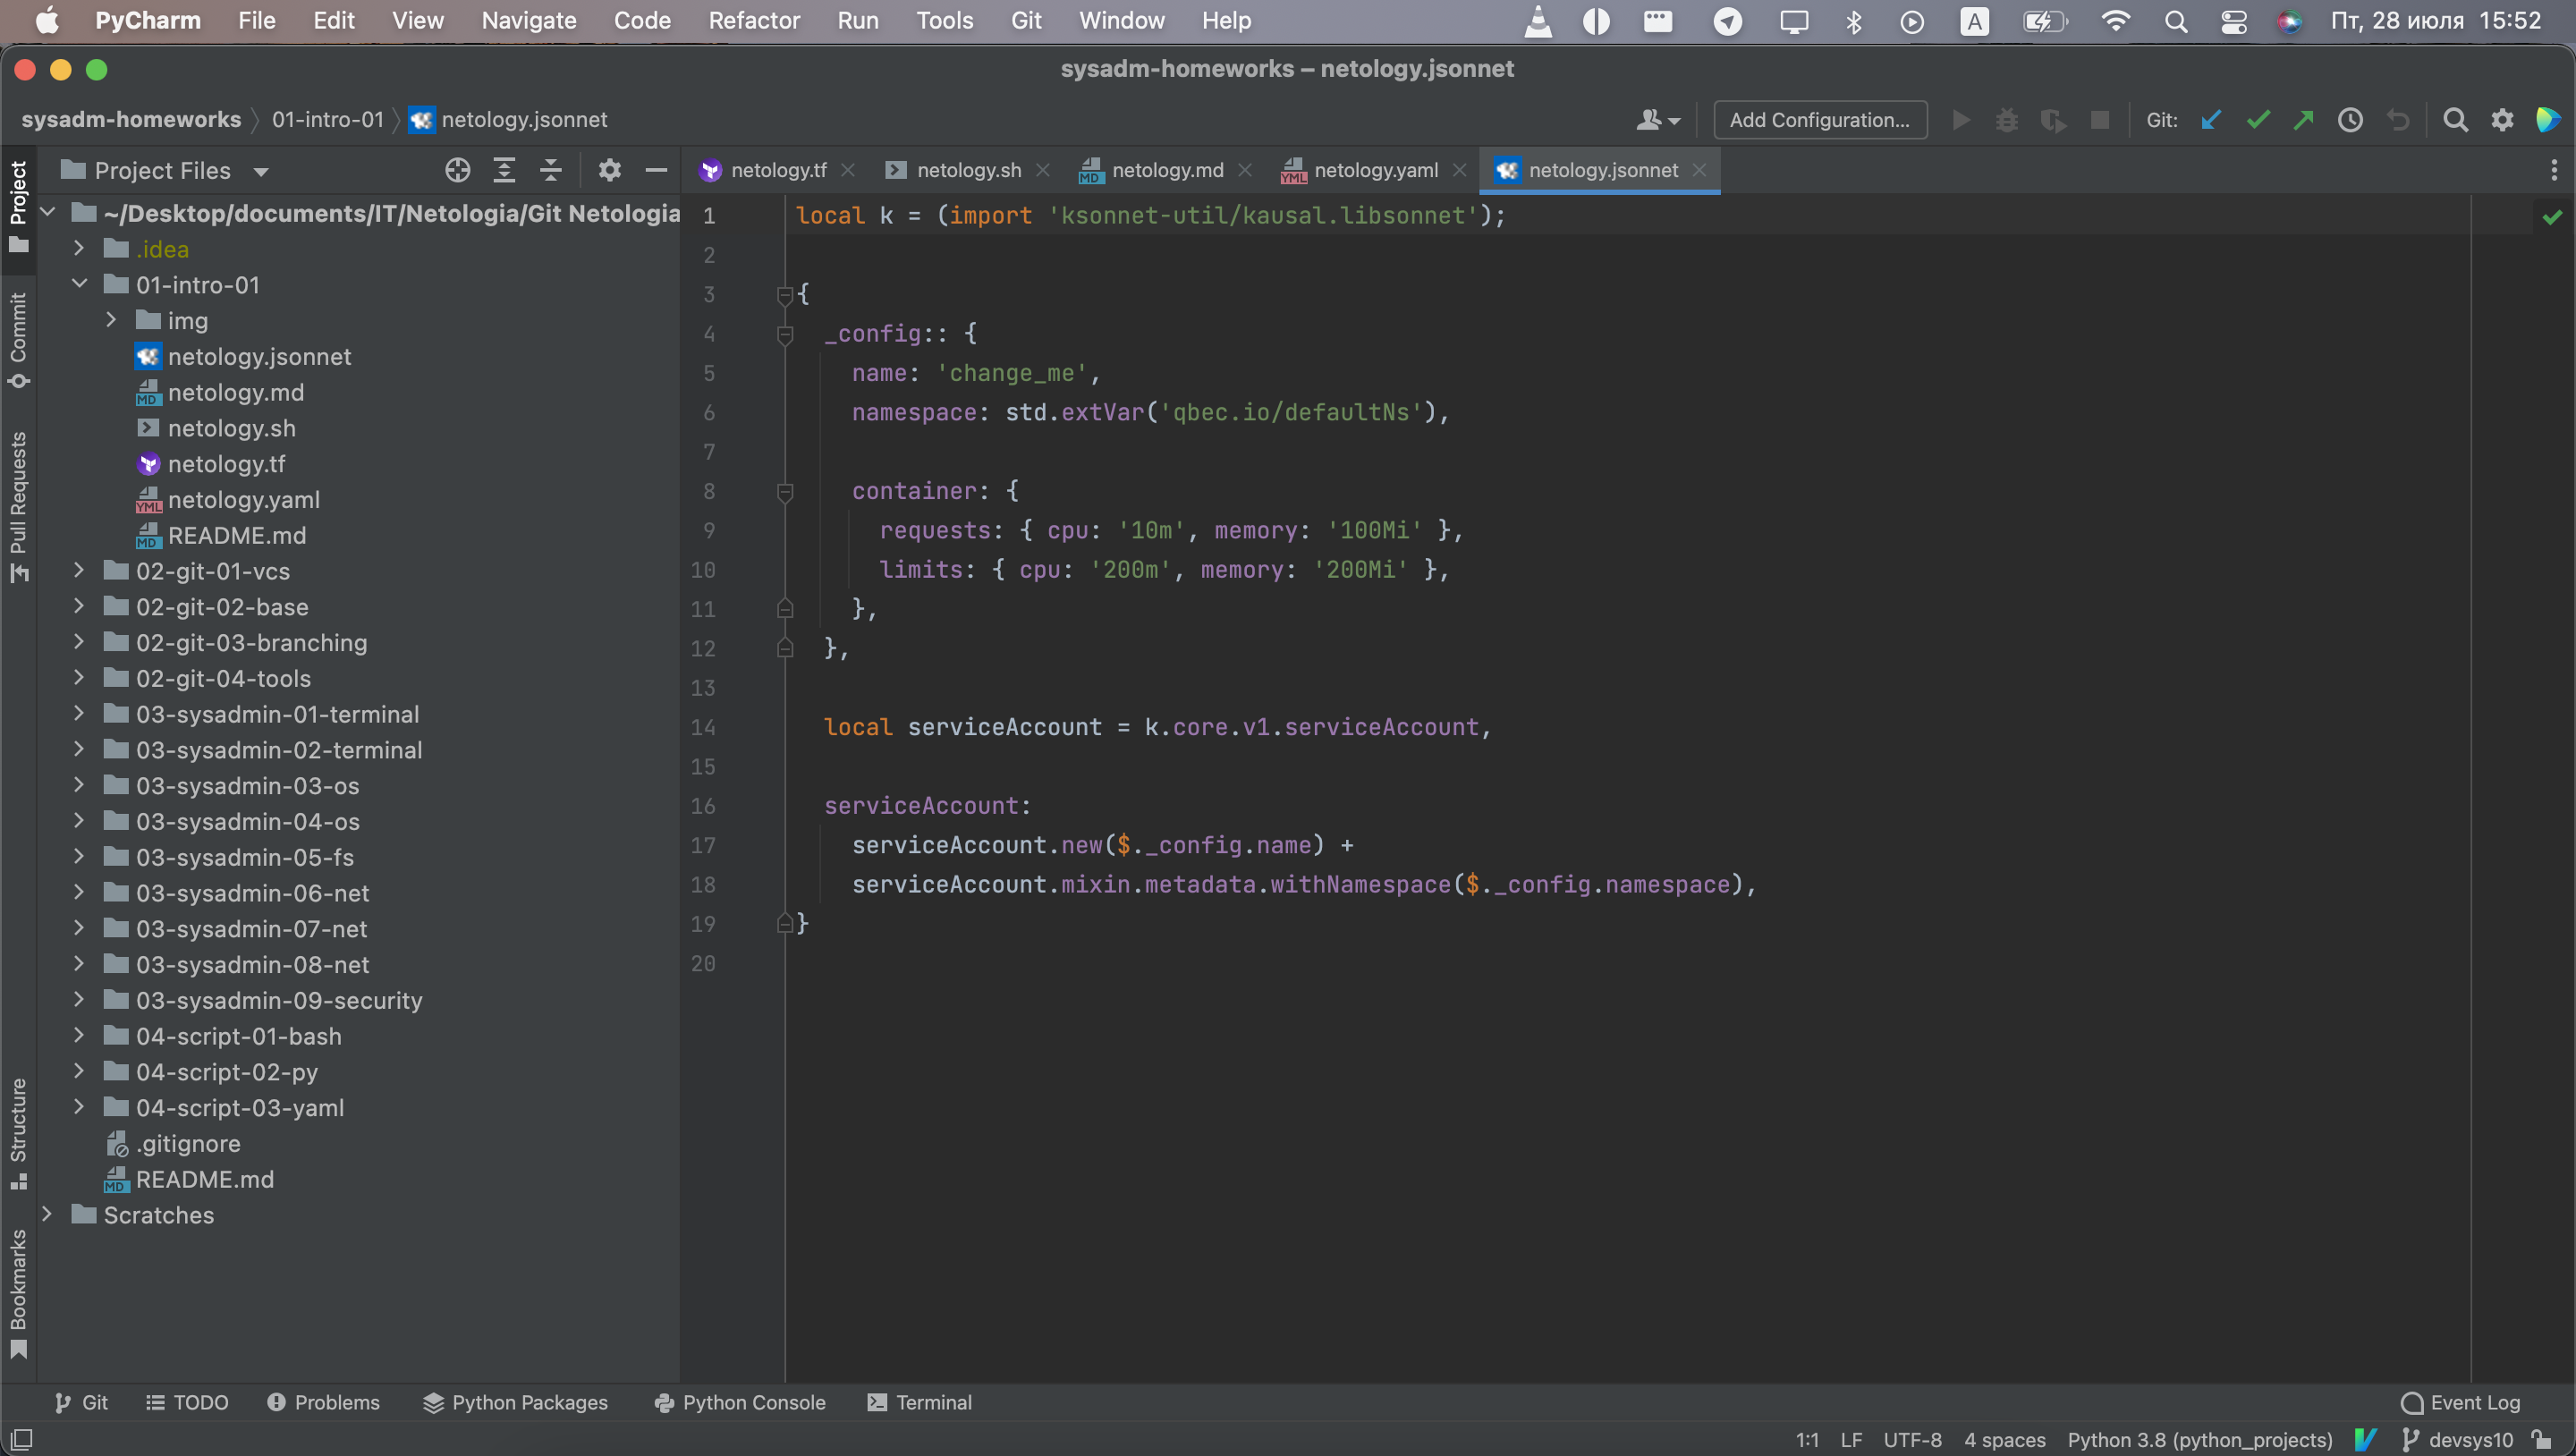 PyCharm File Edit View Navigate Code Refactor Run Tools Git Window Help A Пт, 28 июля 15:52
sysadm-homeworks – netology.jsonnet
sysadm-homeworks 01-intro-01 netology.jsonnet Add Configuration... Git:
Project Files netology.tf netology.sh netology.md netology.yaml netology.jsonnet
Project
Commit
Pull Requests
Structure
Bookmarks
~/Desktop/documents/IT/Netologia/Git Netologia
.idea
01-intro-01
img
netology.jsonnet
netology.md
netology.sh
netology.tf
netology.yaml
README.md
02-git-01-vcs
02-git-02-base
02-git-03-branching
02-git-04-tools
03-sysadmin-01-terminal
03-sysadmin-02-terminal
03-sysadmin-03-os
03-sysadmin-04-os
03-sysadmin-05-fs
03-sysadmin-06-net
03-sysadmin-07-net
03-sysadmin-08-net
03-sysadmin-09-security
04-script-01-bash
04-script-02-py
04-script-03-yaml
.gitignore
README.md
Scratches
1 local k = (import 'ksonnet-util/kausal.libsonnet');
2
3 {
4 _config:: {
5 name: 'change_me',
6 namespace: std.extVar('qbec.io/defaultNs'),
7
8 container: {
9 requests: { cpu: '10m', memory: '100Mi' },
10 limits: { cpu: '200m', memory: '200Mi' },
11 },
12 },
13
14 local serviceAccount = k.core.v1.serviceAccount,
15
16 serviceAccount:
17 serviceAccount.new($._config.name) +
18 serviceAccount.mixin.metadata.withNamespace($._config.namespace),
19 }
20
Git TODO Problems Python Packages Python Console Terminal Event Log
1:1 LF UTF-8 4 spaces Python 3.8 (python_projects) devsys10